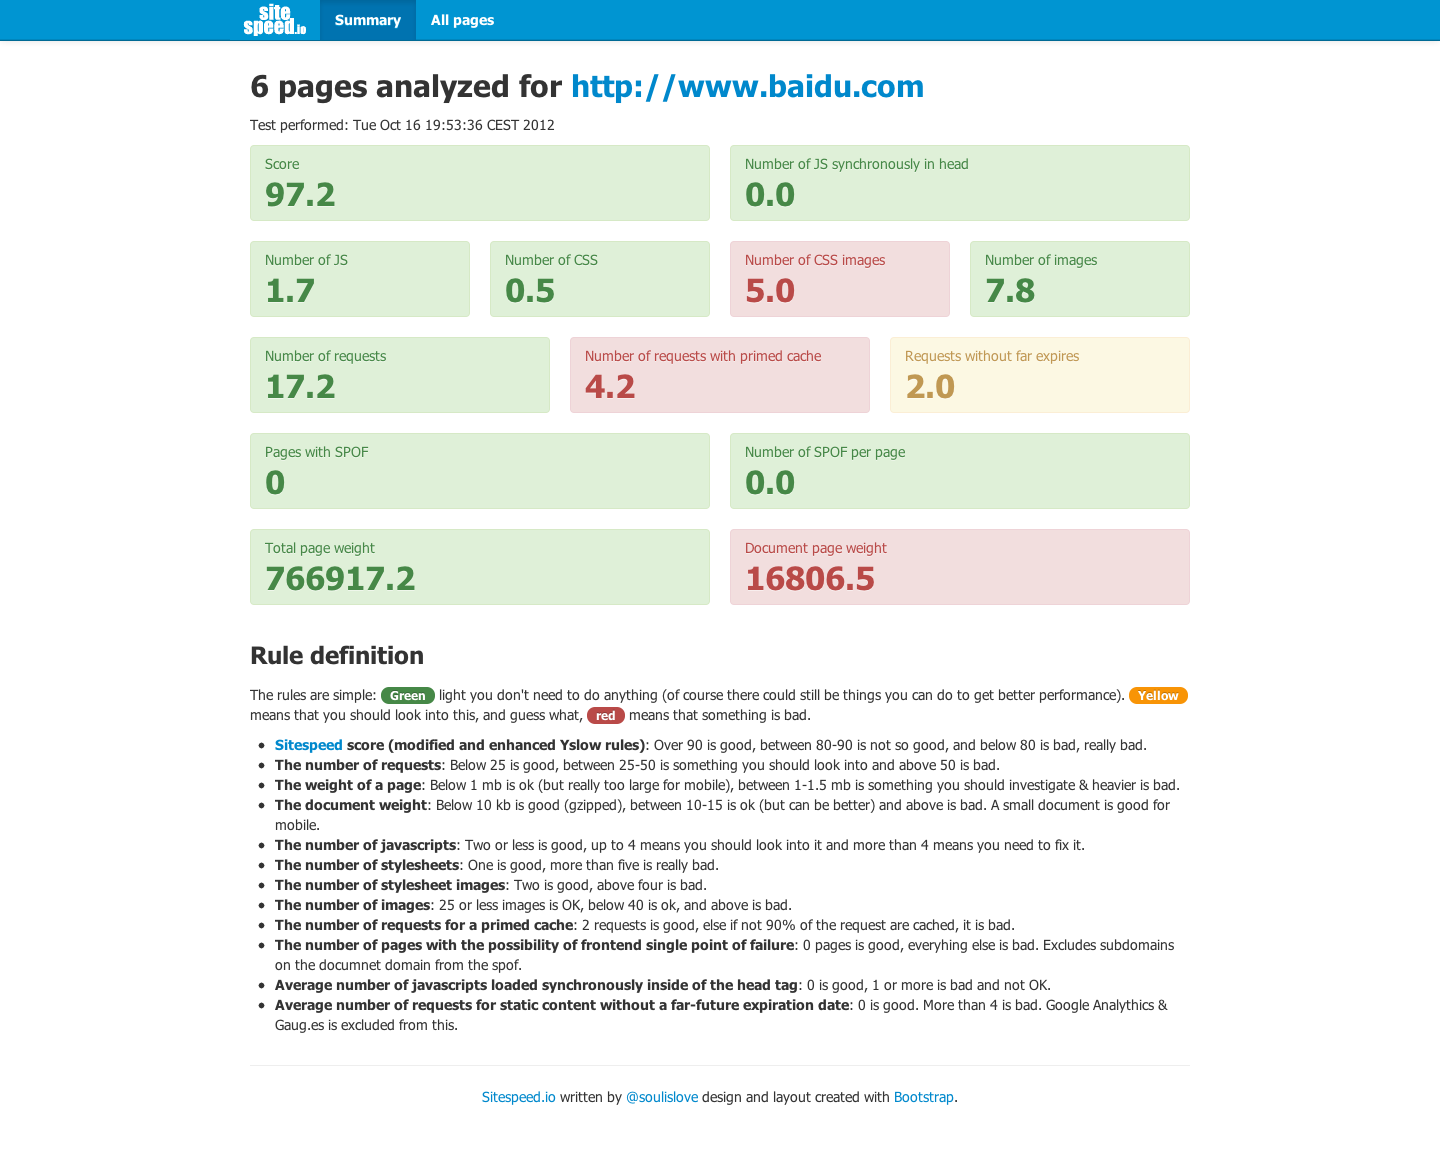 site
speed.io
Summary
All pages
6 pages analyzed for http://www.baidu.com
Test performed: Tue Oct 16 19:53:36 CEST 2012
Score
97.2
Number of JS synchronously in head
0.0
Number of JS
1.7
Number of CSS
0.5
Number of CSS images
5.0
Number of images
7.8
Number of requests
17.2
Number of requests with primed cache
4.2
Requests without far expires
2.0
Pages with SPOF
0
Number of SPOF per page
0.0
Total page weight
766917.2
Document page weight
16806.5
Rule definition
The rules are simple: Green light you don't need to do anything (of course there could still be things you can do to get better performance). Yellow
means that you should look into this, and guess what, red means that something is bad.
• Sitespeed score (modified and enhanced Yslow rules): Over 90 is good, between 80-90 is not so good, and below 80 is bad, really bad.
• The number of requests: Below 25 is good, between 25-50 is something you should look into and above 50 is bad.
• The weight of a page: Below 1 mb is ok (but really too large for mobile), between 1-1.5 mb is something you should investigate & heavier is bad.
• The document weight: Below 10 kb is good (gzipped), between 10-15 is ok (but can be better) and above is bad. A small document is good for
mobile.
• The number of javascripts: Two or less is good, up to 4 means you should look into it and more than 4 means you need to fix it.
• The number of stylesheets: One is good, more than five is really bad.
• The number of stylesheet images: Two is good, above four is bad.
• The number of images: 25 or less images is OK, below 40 is ok, and above is bad.
• The number of requests for a primed cache: 2 requests is good, else if not 90% of the request are cached, it is bad.
• The number of pages with the possibility of frontend single point of failure: 0 pages is good, everyhing else is bad. Excludes subdomains
on the documnet domain from the spof.
• Average number of javascripts loaded synchronously inside of the head tag: 0 is good, 1 or more is bad and not OK.
• Average number of requests for static content without a far-future expiration date: 0 is good. More than 4 is bad. Google Analythics &
Gaug.es is excluded from this.
Sitespeed.io written by @soulislove design and layout created with Bootstrap.